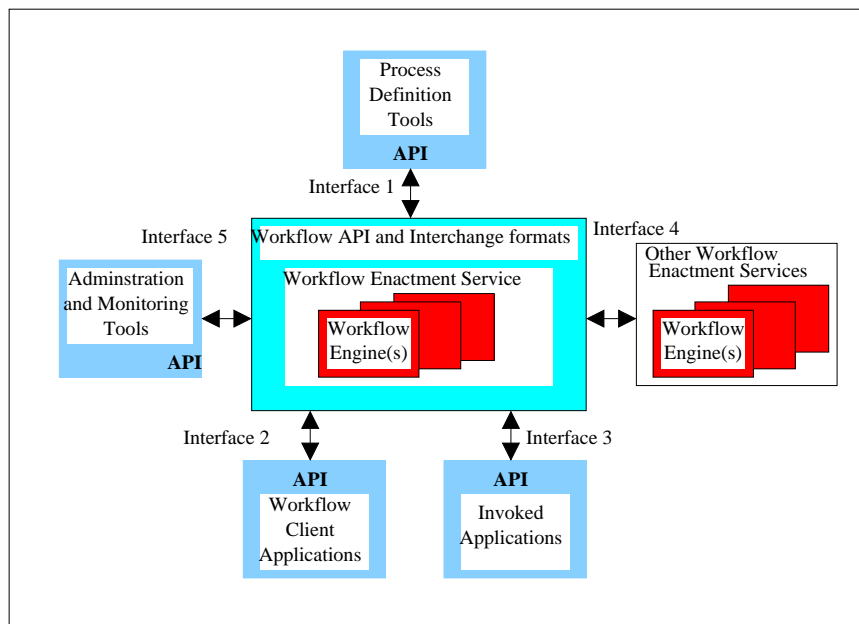 Process
Definition
Tools
API
Interface 1
Interface 5
Workflow API and Interchange formats
Interface 4
Workflow Enactment Service
Workflow
Engine(s)
Other Workflow
Enactment Services
Workflow
Engine(s)
Adminstration
and Monitoring
Tools
API
Interface 2
Interface 3
API
Workflow
Client
Applications
API
Invoked
Applications